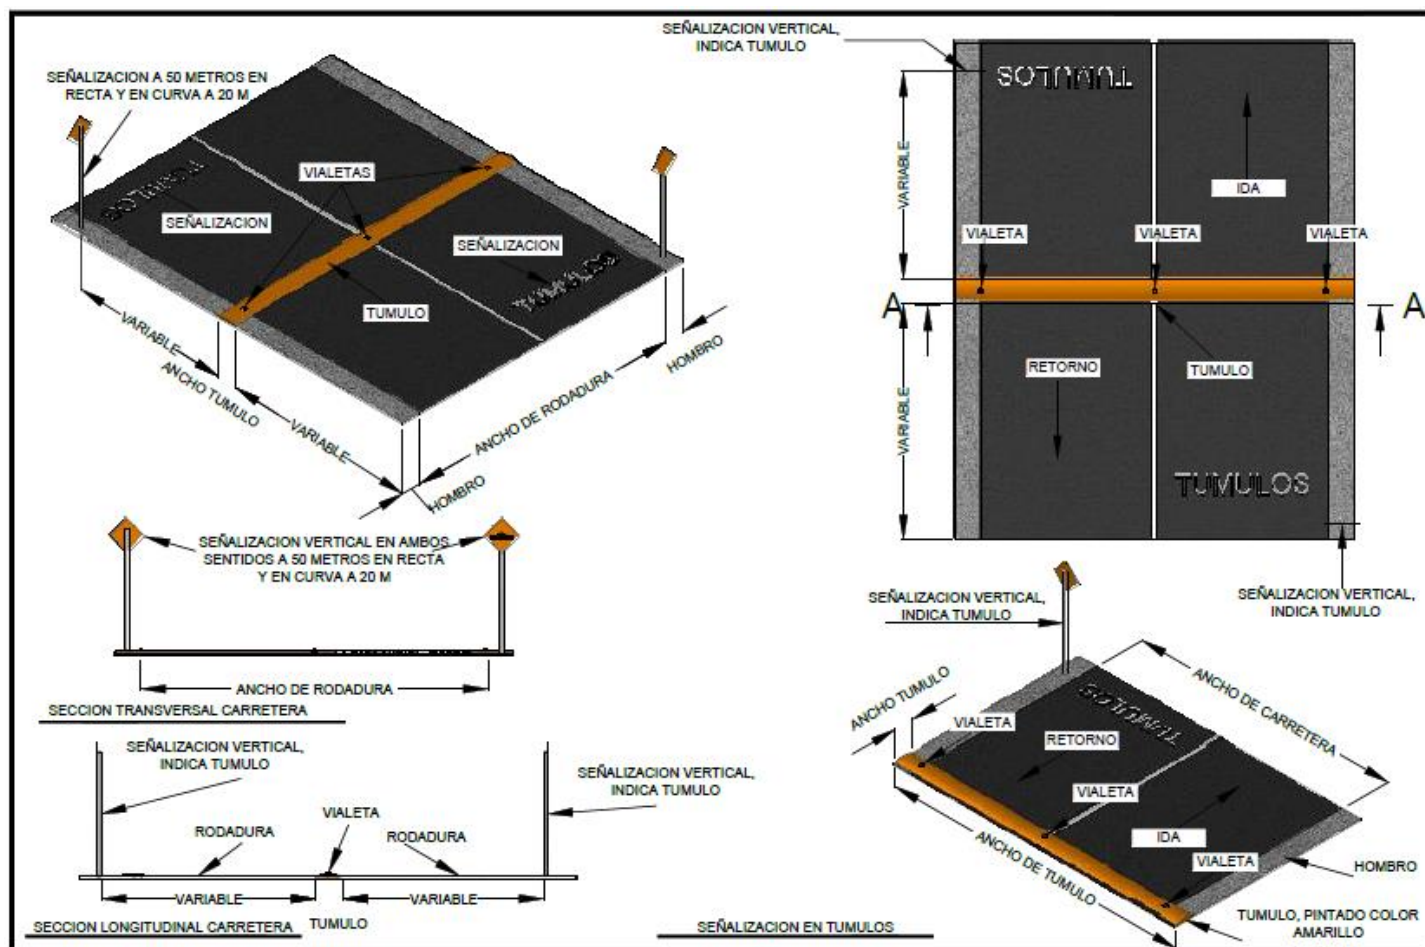 SEÑALIZACION A 50 METROS EN
RECTA Y EN CURVA A 20 M
VIALETAS
TUMULOS
SEÑALIZACION
SEÑALIZACION
TUMULOS
TUMULO
VARIABLE
ANCHO TUMULO
VARIABLE
ANCHO DE RODADURA
HOMBRO
HOMBRO
SEÑALIZACION VERTICAL,
INDICA TUMULO
TUMULOS
VARIABLE
IDA
VIALETA
VIALETA
VIALETA
A
A
RETORNO
TUMULO
VARIABLE
TUMULOS
SEÑALIZACION VERTICAL,
INDICA TUMULO
SEÑALIZACION VERTICAL EN AMBOS
SENTIDOS A 50 METROS EN RECTA
Y EN CURVA A 20 M
ANCHO DE RODADURA
SECCION TRANSVERSAL CARRETERA
SEÑALIZACION VERTICAL,
INDICA TUMULO
SEÑALIZACION VERTICAL,
INDICA TUMULO
VIALETA
RODADURA
RODADURA
VARIABLE
VARIABLE
SECCION LONGITUDINAL CARRETERA
TUMULO
SEÑALIZACION VERTICAL,
INDICA TUMULO
ANCHO TUMULO
VIALETA
TUMULOS
RETORNO
ANCHO DE CARRETERA
VIALETA
IDA
VIALETA
HOMBRO
ANCHO DE TUMULO
TUMULO, PINTADO COLOR
AMARILLO
SEÑALIZACION EN TUMULOS